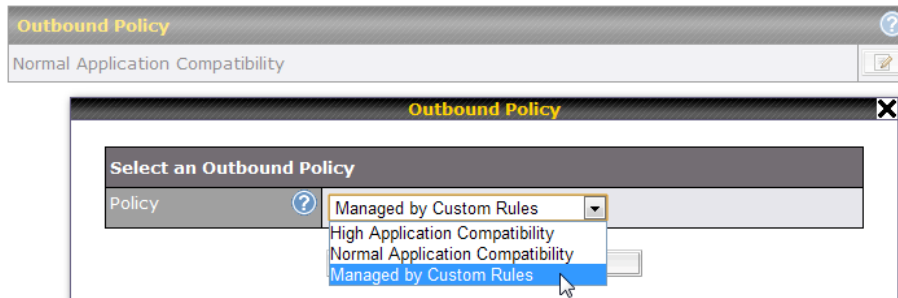 Outbound Policy
Normal Application Compatibility
Outbound Policy
Select an Outbound Policy
Policy
Managed by Custom Rules
High Application Compatibility
Normal Application Compatibility
Managed by Custom Rules